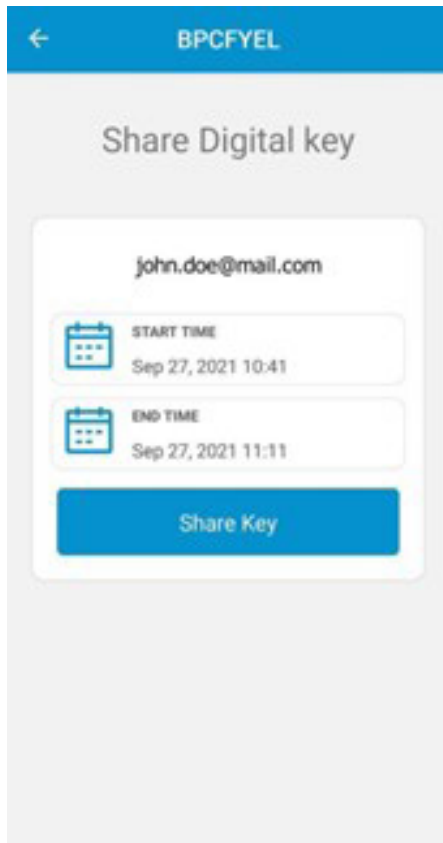 BPCFYEL
Share Digital key
john.doe@mail.com
START TIME
Sep 27, 2021 10:41
END TIME
Sep 27, 2021 11:11
Share Key